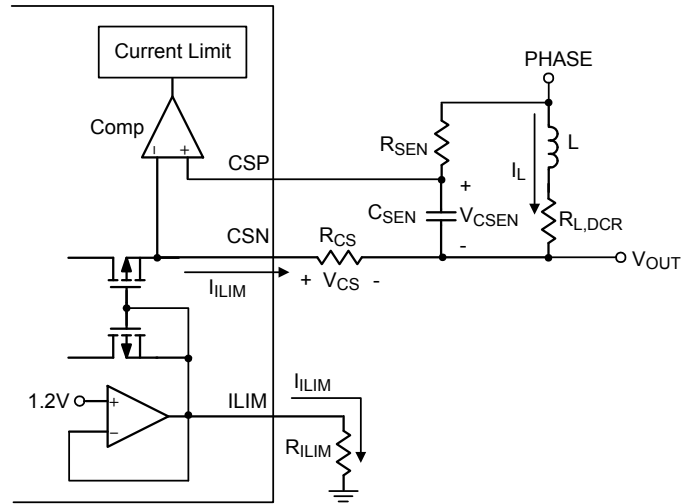 Current Limit
PHASE
Comp
RSEN
L
CSP
IL
CSEN
VCSEN
RL,DCR
CSN
RCS
VOUT
IILIM
VCS
1.2V
ILIM
IILIM
RILIM
+
-
+
-
+
-
+
-